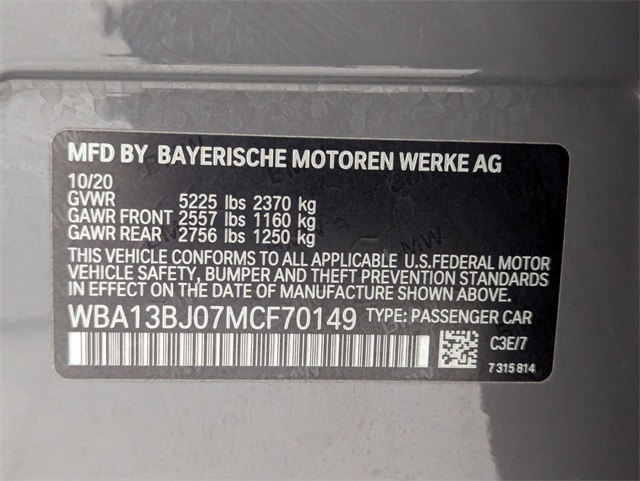 MFD BY BAYERISCHE MOTOREN WERKE AG
10/20
GVWR 5225 lbs 2370 kg
GAWR FRONT 2557 lbs 1160 kg
GAWR REAR 2756 lbs 1250 kg
THIS VEHICLE CONFORMS TO ALL APPLICABLE U.S.FEDERAL MOTOR
VEHICLE SAFETY, BUMPER AND THEFT PREVENTION STANDARDS
IN EFFECT ON THE DATE OF MANUFACTURE SHOWN ABOVE.
WBA13BJ07MCF70149 TYPE: PASSENGER CAR
C3E/7
7 315 814